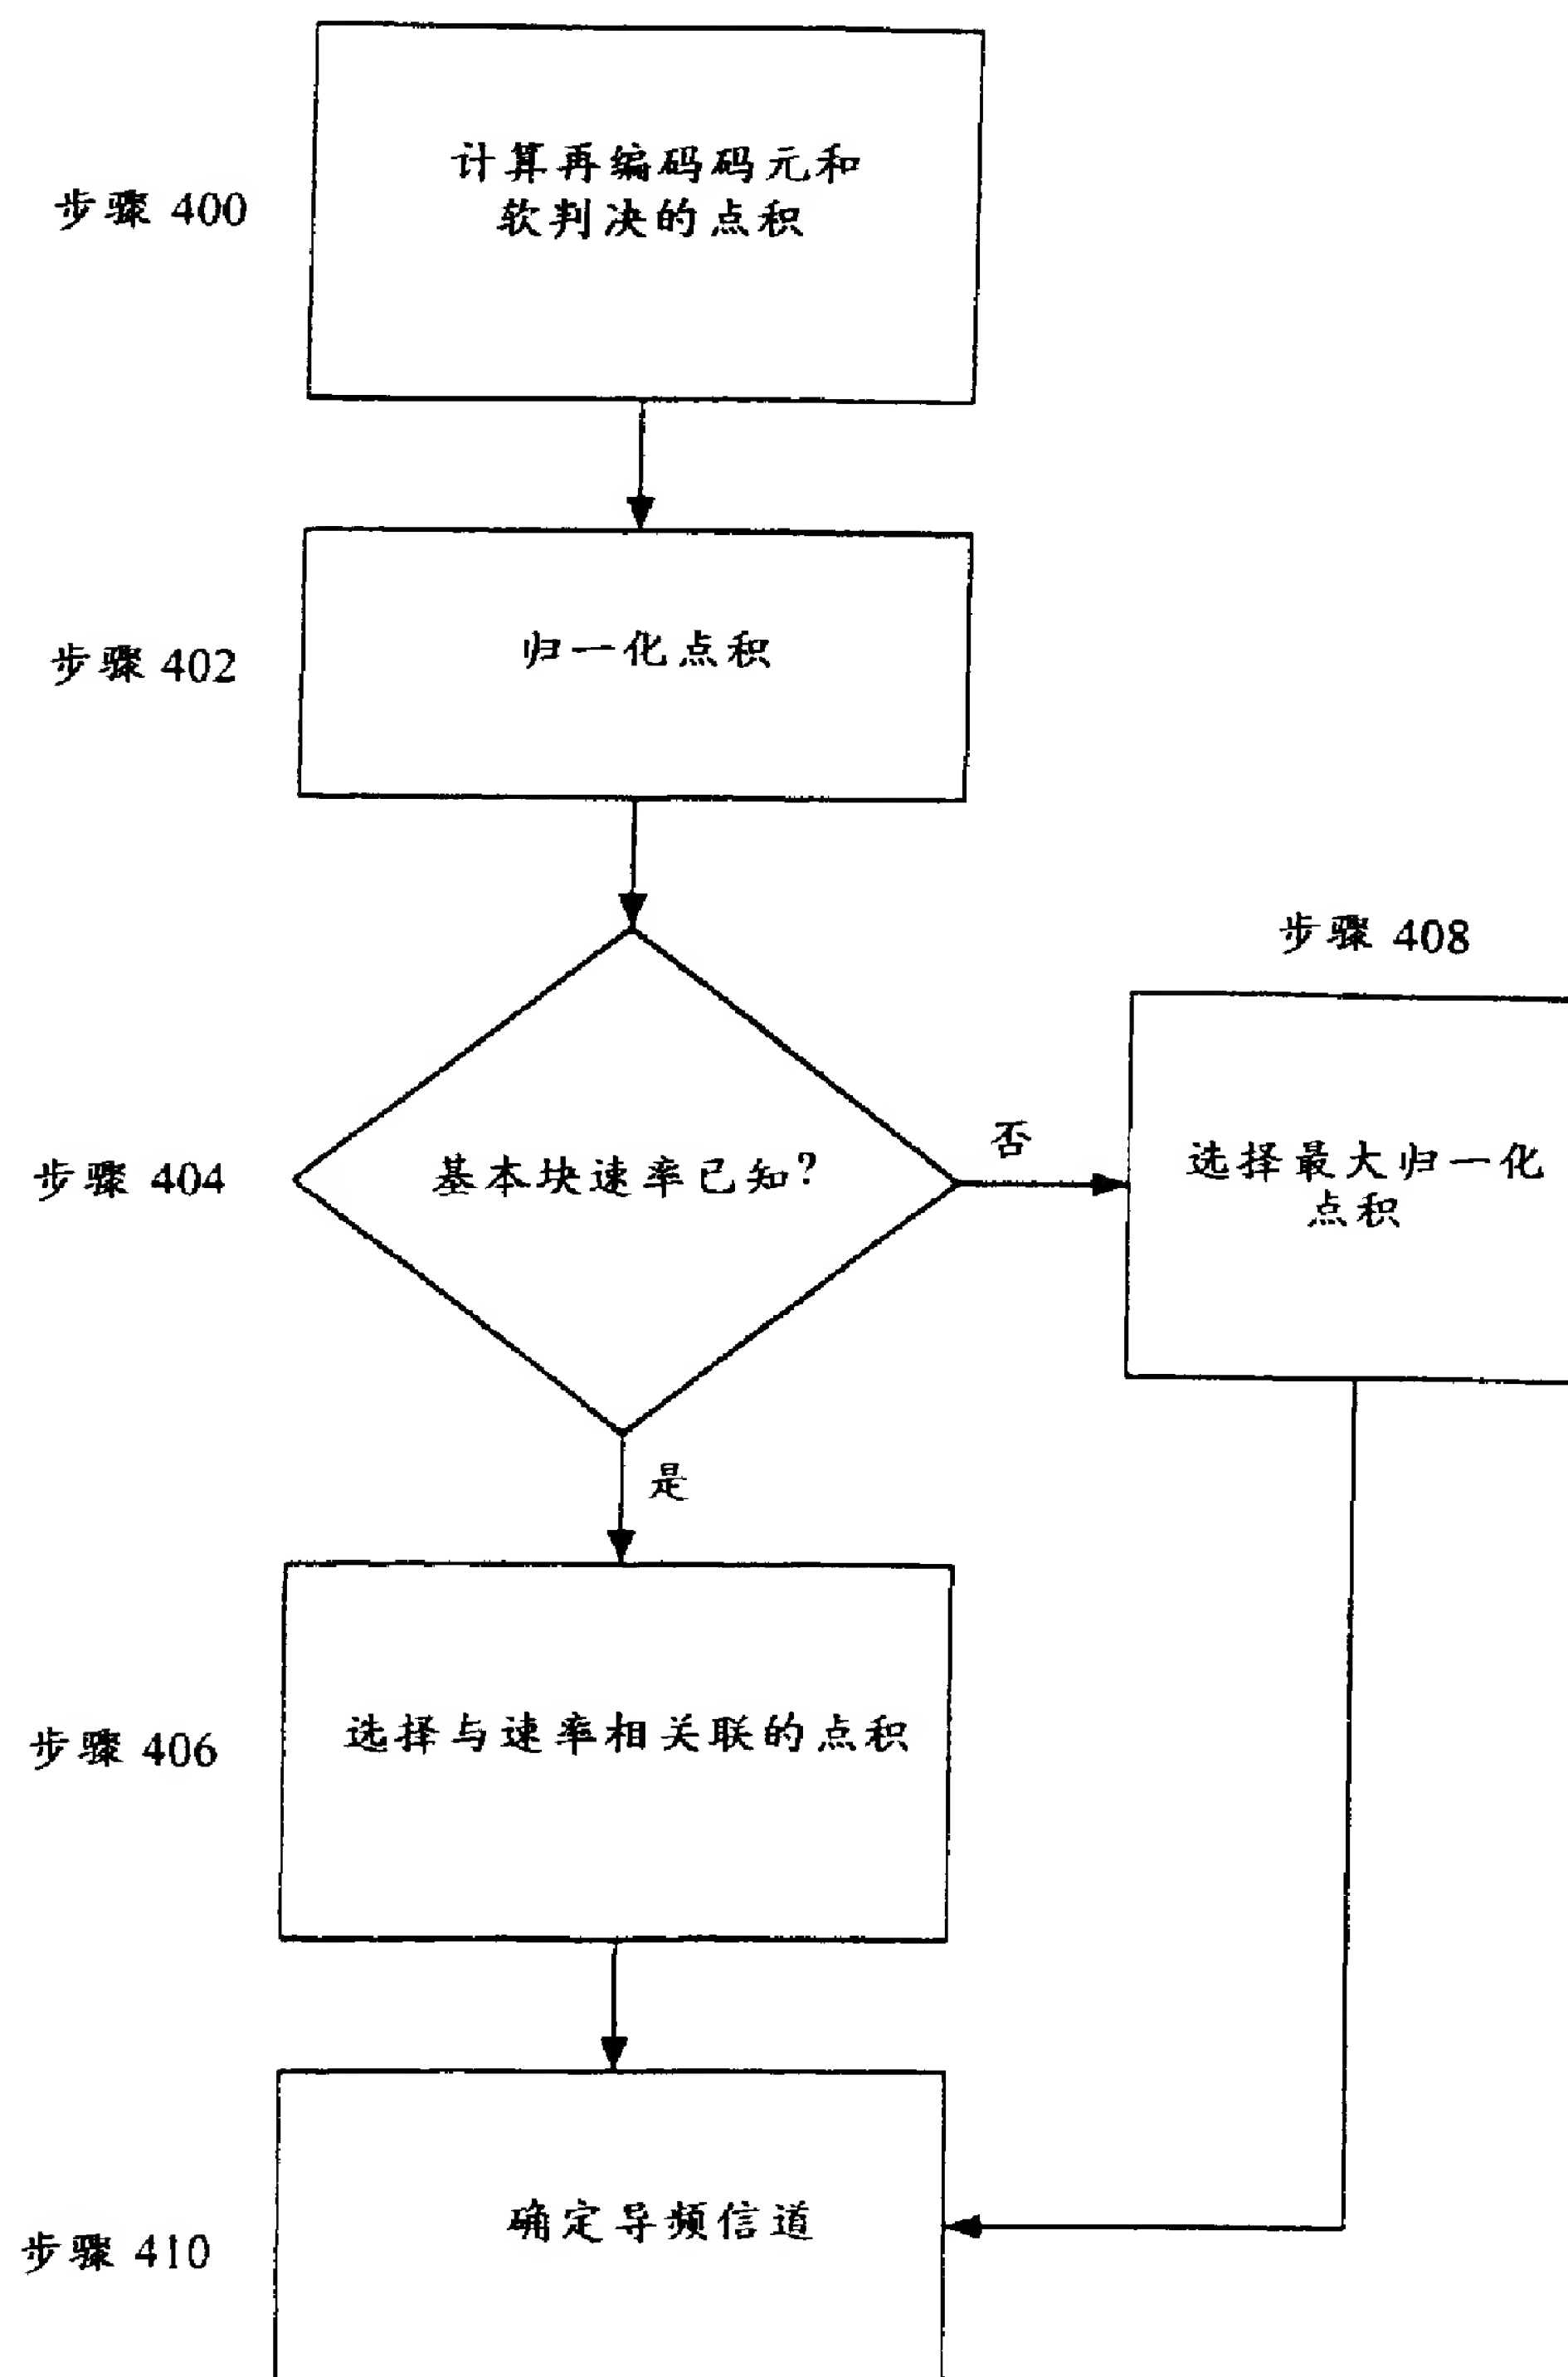 计算再编码码元和
软判决的点积
步骤 400
归一化点积
步骤 402
步骤 408
否
基本块速率已知?
步骤 404
选择最大归一化
点积
是
选择与速率相关联的点积
步骤 406
确定导频信道
步骤 410